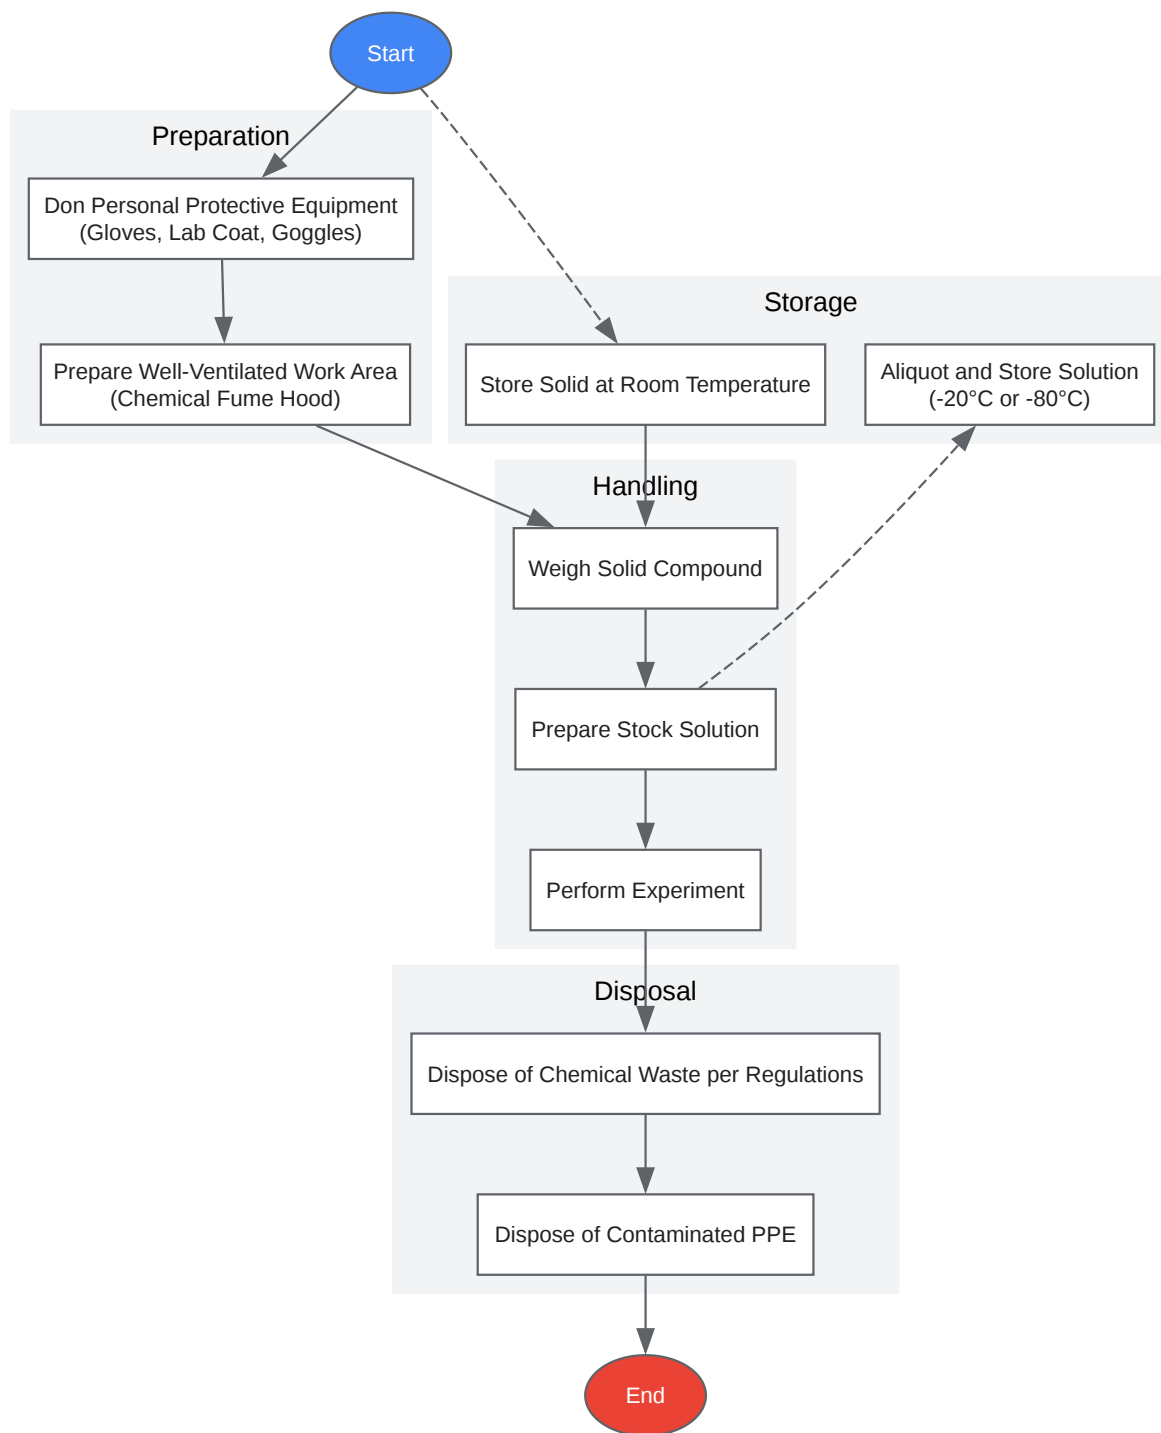 Start
Preparation
Don Personal Protective Equipment
(Gloves, Lab Coat, Goggles)
Prepare Well-Ventilated Work Area
(Chemical Fume Hood)
Storage
Store Solid at Room Temperature
Aliquot and Store Solution
(-20°C or -80°C)
Handling
Weigh Solid Compound
Prepare Stock Solution
Perform Experiment
Disposal
Dispose of Chemical Waste per Regulations
Dispose of Contaminated PPE
End